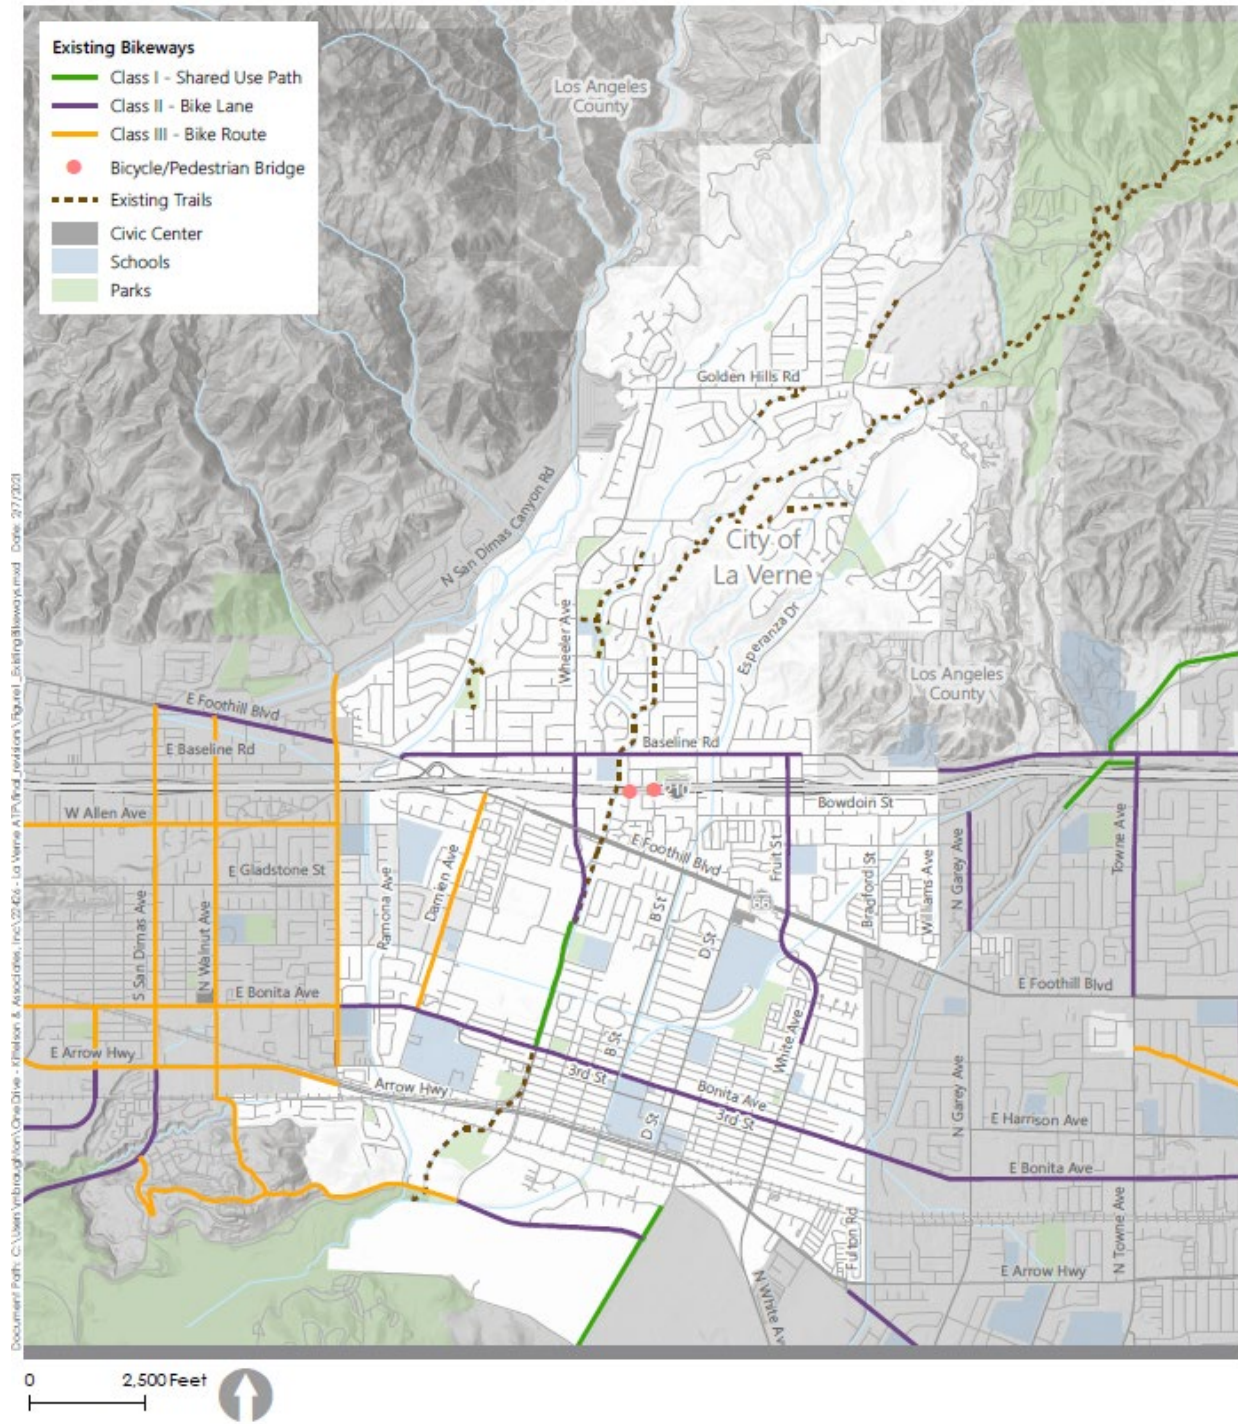 Existing Bikeways
Class I - Shared Use Path
Class II - Bike Lane
Class III - Bike Route
Bicycle/Pedestrian Bridge
Existing Trails
Civic Center
Schools
Parks
Los Angeles
County
Golden Hills Rd
N San Dimas Canyon Rd
City of
La Verne
Wheeler Ave
Esperanza Dr
Los Angeles
County
E Foothill Blvd
E Baseline Rd
Baseline Rd
210
Bowdoin St
W Allen Ave
E Foothill Blvd
E Gladstone St
Damien Ave
Ramona Ave
Fruit St
Bradford St
Williams Ave
N Garey Ave
Towne Ave
66
S San Dimas Ave
N Walnut Ave
B St
D St
E Bonita Ave
E Foothill Blvd
E Arrow Hwy
Arrow Hwy
B St
3rd St
White Ave
Bonita Ave
3rd St
D St
N Garey Ave
E Harrison Ave
E Bonita Ave
Fulton Rd
N Towne Ave
E Arrow Hwy
N White Av
0
2,500 Feet